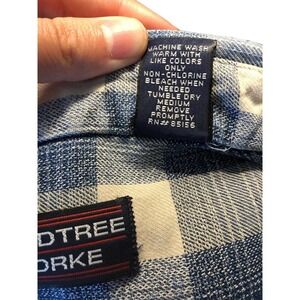 MACHINE WASH
WARM WITH
LIKE COLORS
ONLY
NON-CHLORINE
BLEACH WHEN
NEEDED
TUMBLE DRY
MEDIUM
REMOVE
PROMPTLY
RN# 85156
DTREE
ORKE